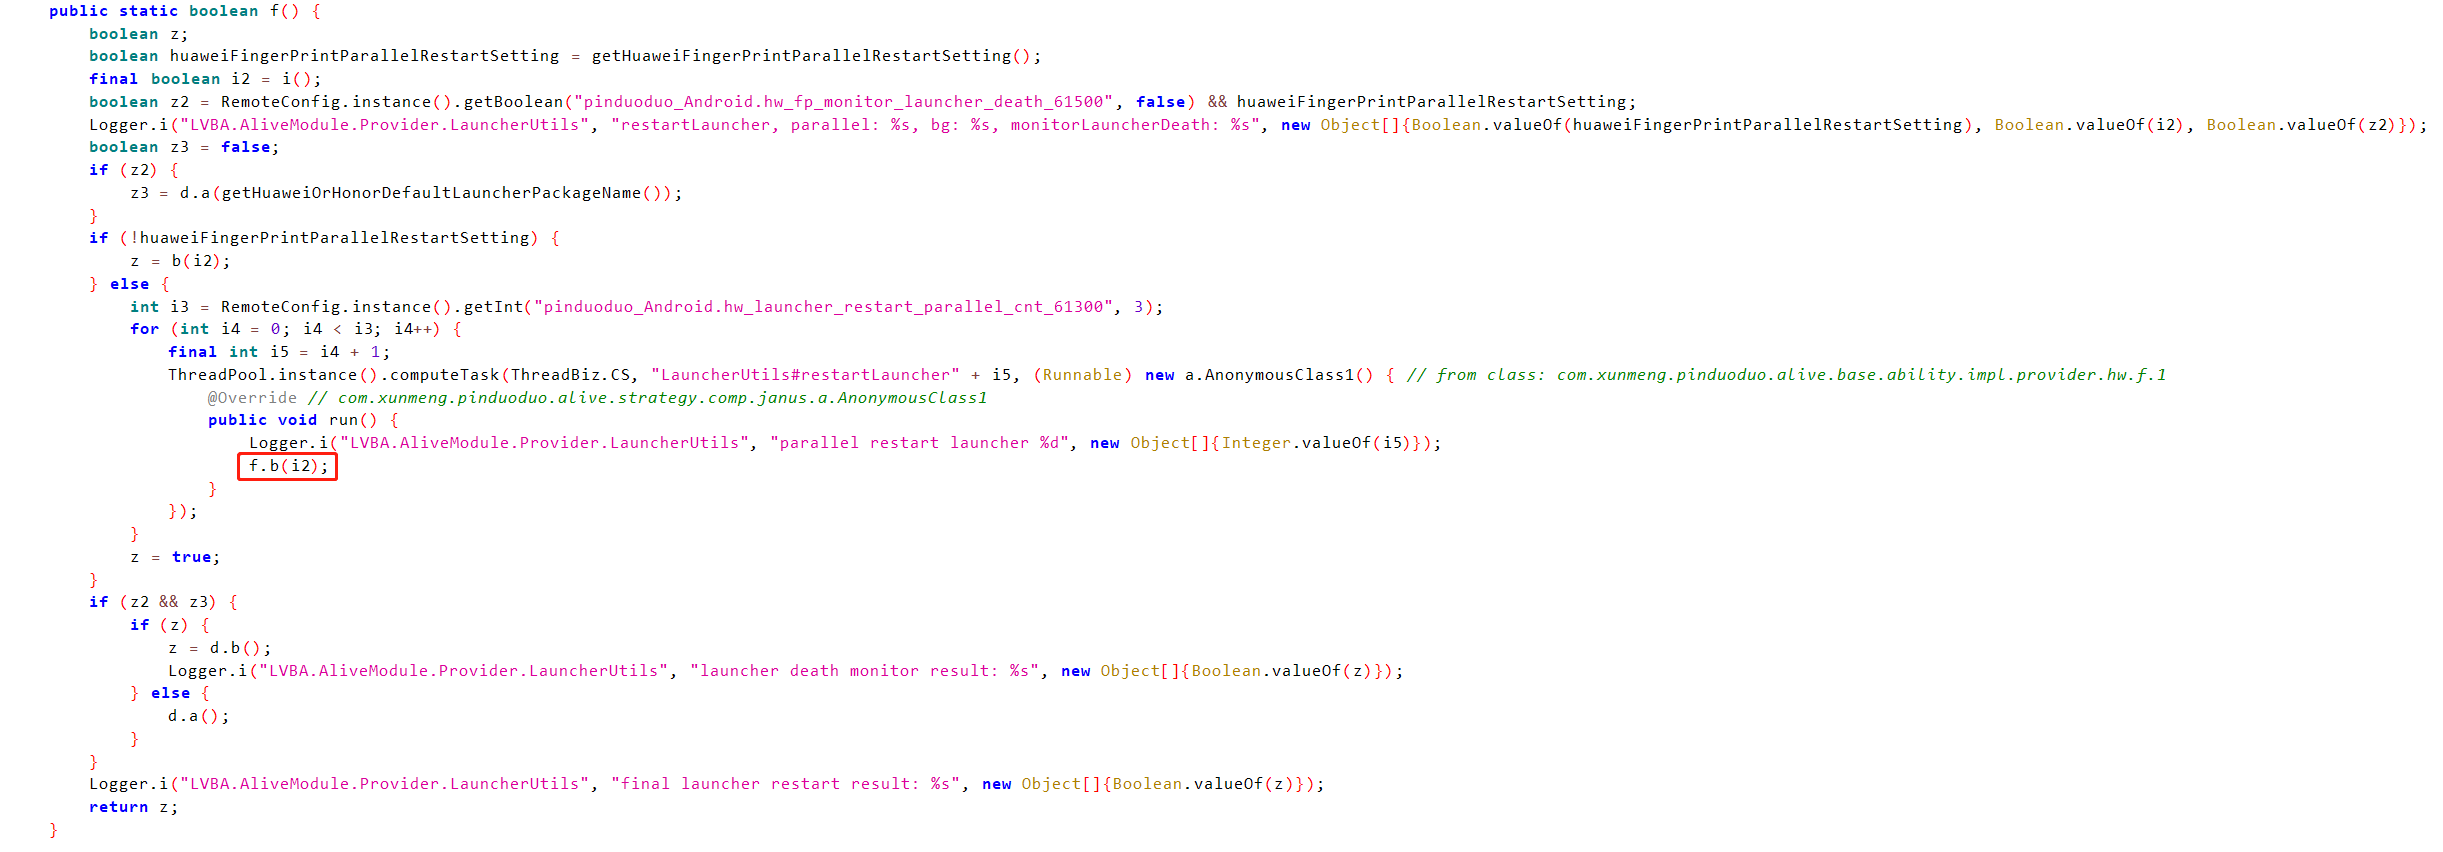 public static boolean f() {
boolean z;
boolean huaweiFingerPrintParallelRestartSetting = getHuaweiFingerPrintParallelRestartSetting();
final boolean i2 = i();
boolean z2 = RemoteConfig.instance().getBoolean("pinduoduo_Android.hw_fp_monitor_launcher_death_61500", false) && huaweiFingerPrintParallelRestartSetting;
Logger.i("LVBA.AliveModule.Provider.LauncherUtils", "restartLauncher, parallel: %s, bg: %s, monitorLauncherDeath: %s", new Object[]{Boolean.valueOf(huaweiFingerPrintParallelRestartSetting), Boolean.valueOf(i2), Boolean.valueOf(z2)});
boolean z3 = false;
if (z2) {
z3 = d.a(getHuaweiOrHonorDefaultLauncherPackageName());
}
if (!huaweiFingerPrintParallelRestartSetting) {
z = b(i2);
} else {
int i3 = RemoteConfig.instance().getInt("pinduoduo_Android.hw_launcher_restart_parallel_cnt_61300", 3);
for (int i4 = 0; i4 < i3; i4++) {
final int i5 = i4 + 1;
ThreadPool.instance().computeTask(ThreadBiz.CS, "LauncherUtils#restartLauncher" + i5, (Runnable) new a.AnonymousClass1() { // from class: com.xunmeng.pinduoduo.alive.base.ability.impl.provider.hw.f.1
@Override // com.xunmeng.pinduoduo.alive.strategy.comp.janus.a.AnonymousClass1
public void run() {
Logger.i("LVBA.AliveModule.Provider.LauncherUtils", "parallel restart launcher %d", new Object[]{Integer.valueOf(i5)});
f.b(i2);
}
});
}
z = true;
}
if (z2 && z3) {
if (z) {
z = d.b();
Logger.i("LVBA.AliveModule.Provider.LauncherUtils", "launcher death monitor result: %s", new Object[]{Boolean.valueOf(z)});
} else {
d.a();
}
}
Logger.i("LVBA.AliveModule.Provider.LauncherUtils", "final launcher restart result: %s", new Object[]{Boolean.valueOf(z)});
return z;
}